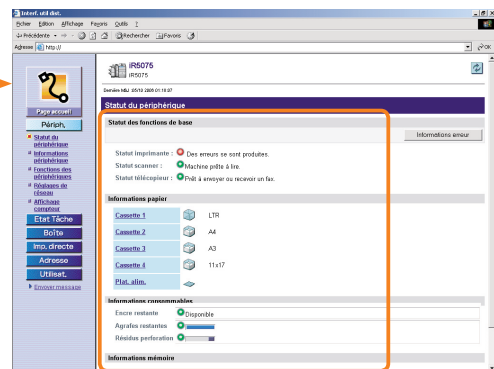 Interf. util dist.
Fichier Edition Affichage Favoris Outils ?
Précédente Rechercher Favoris
Adresse http:// OK
iR5075
iR5075
Dernière MàJ
Statut du périphérique
Page accueil
Périph.
Statut du périphérique
Informations périphérique
Fonctions des périphériques
Réglages de réseau
Affichage compteur
Etat Tâche
Boîte
Imp. directe
Adresse
Utilisat.
Envoyer message
Statut des fonctions de base
Informations erreur
Statut imprimante : Des erreurs se sont produites.
Statut scanner : Machine prête à lire.
Statut télécopieur : Prêt à envoyer ou recevoir un fax.
Informations papier
Cassette 1 LTR
Cassette 2 A4
Cassette 3 A3
Cassette 4 11x17
Plat. alim.
Informations consommables
Encre restante Disponible
Agrafes restantes
Résidus perforation
Informations mémoire